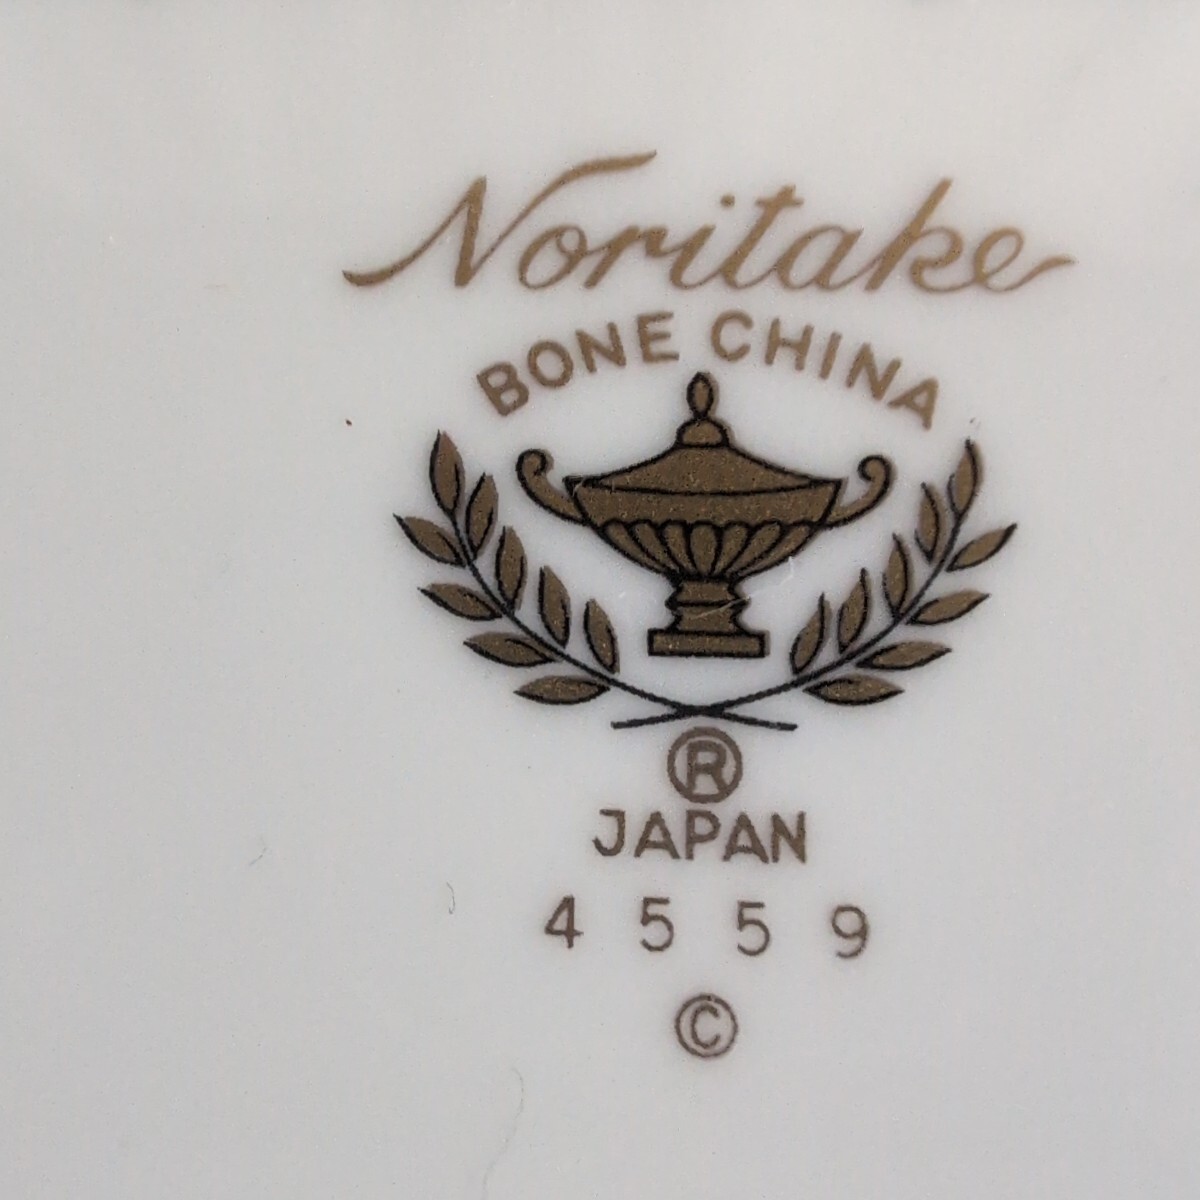 Noritake
BONE CHINA
®
JAPAN
4559
©